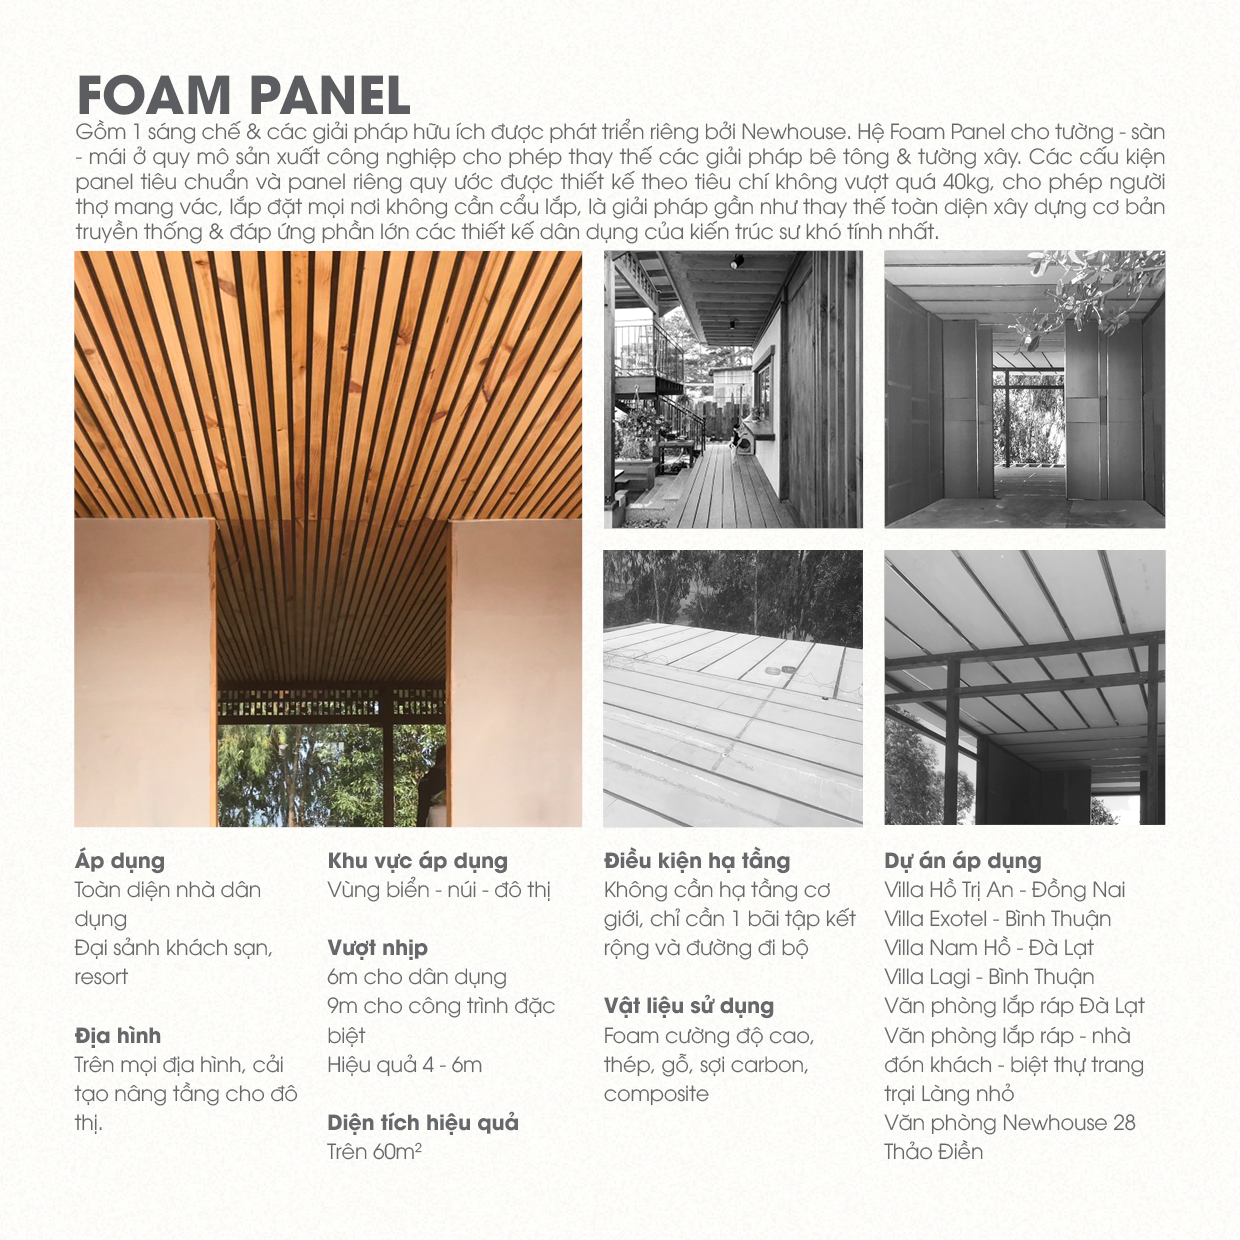 FOAM PANEL
Gồm 1 sáng chế & các giải pháp hữu ích được phát triển riêng bởi Newhouse. Hệ Foam Panel cho tường - sàn
- mái ở quy mô sản xuất công nghiệp cho phép thay thế các giải pháp bê tông & tường xây. Các cấu kiện
panel tiêu chuẩn và panel riêng quy ước được thiết kế theo tiêu chí không vượt quá 40kg, cho phép người
thợ mang vác, lắp đặt mọi nơi không cần cẩu lắp, là giải pháp gần như thay thế toàn diện xây dựng cơ bản
truyền thống & đáp ứng phần lớn các thiết kế dân dụng của kiến trúc sư khó tính nhất.
Áp dụng
Toàn diện nhà dân
dụng
Đại sảnh khách sạn,
resort
Địa hình
Trên mọi địa hình, cải
tạo nâng tầng cho đô
thị.
Khu vực áp dụng
Vùng biển - núi - đô thị
Vượt nhịp
6m cho dân dụng
9m cho công trình đặc
biệt
Hiệu quả 4 - 6m
Diện tích hiệu quả
Trên 60m²
Điều kiện hạ tầng
Không cần hạ tầng cơ
giới, chỉ cần 1 bãi tập kết
rộng và đường đi bộ
Vật liệu sử dụng
Foam cường độ cao,
thép, gỗ, sợi carbon,
composite
Dự án áp dụng
Villa Hồ Trị An - Đồng Nai
Villa Exotel - Bình Thuận
Villa Nam Hồ - Đà Lạt
Villa Lagi - Bình Thuận
Văn phòng lắp ráp Đà Lạt
Văn phòng lắp ráp - nhà
đón khách - biệt thự trang
trại Làng nhỏ
Văn phòng Newhouse 28
Thảo Điền